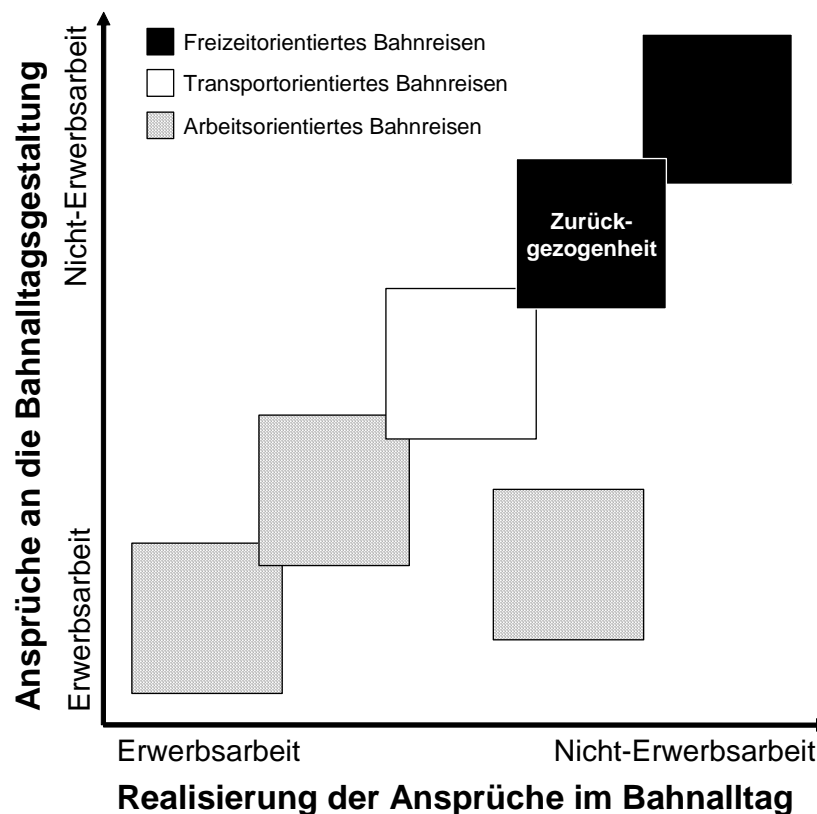 Freizeitorientiertes Bahnreisen
Transportorientiertes Bahnreisen
Arbeitsorientiertes Bahnreisen
Ansprüche an die Bahnalltagsgestaltung
Nicht-Erwerbsarbeit
Erwerbsarbeit
Zurück-
gezogenheit
Erwerbsarbeit
Nicht-Erwerbsarbeit
Realisierung der Ansprüche im Bahnalltag